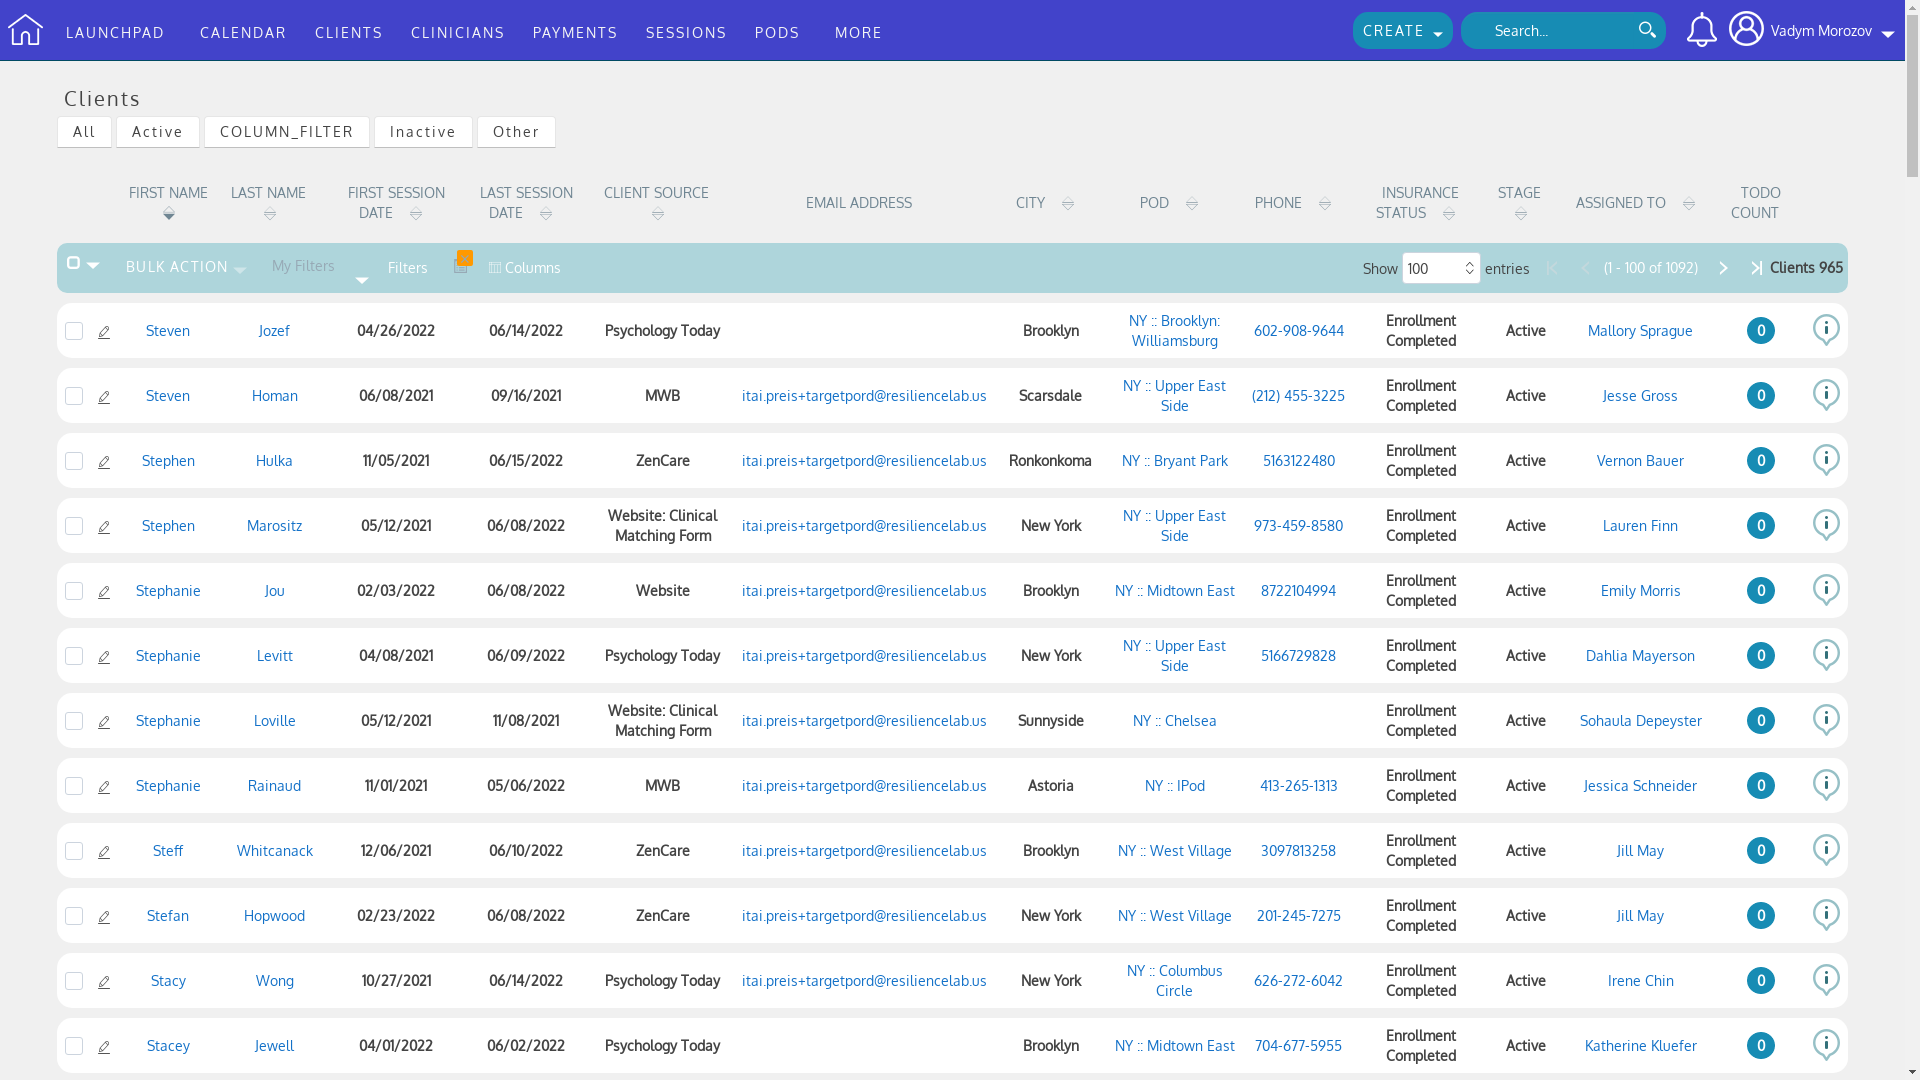 LAUNCHPAD CALENDAR CLIENTS CLINICIANS PAYMENTS SESSIONS PODS MORE CREATE Search... Vadym Morozov
Clients
All Active COLUMN_FILTER Inactive Other
FIRST NAME LAST NAME FIRST SESSION DATE LAST SESSION DATE CLIENT SOURCE EMAIL ADDRESS CITY POD PHONE INSURANCE STATUS STAGE ASSIGNED TO TODO COUNT
BULK ACTION My Filters Filters Columns Show 100 entries (1 - 100 of 1092) Clients 965
Steven Jozef 04/26/2022 06/14/2022 Psychology Today Brooklyn NY :: Brooklyn: Williamsburg 602-908-9644 Enrollment Completed Active Mallory Sprague 0
Steven Homan 06/08/2021 09/16/2021 MWB itai.preis+targetpord@resiliencelab.us Scarsdale NY :: Upper East Side (212) 455-3225 Enrollment Completed Active Jesse Gross 0
Stephen Hulka 11/05/2021 06/15/2022 ZenCare itai.preis+targetpord@resiliencelab.us Ronkonkoma NY :: Bryant Park 5163122480 Enrollment Completed Active Vernon Bauer 0
Stephen Marositz 05/12/2021 06/08/2022 Website: Clinical Matching Form itai.preis+targetpord@resiliencelab.us New York NY :: Upper East Side 973-459-8580 Enrollment Completed Active Lauren Finn 0
Stephanie Jou 02/03/2022 06/08/2022 Website itai.preis+targetpord@resiliencelab.us Brooklyn NY :: Midtown East 8722104994 Enrollment Completed Active Emily Morris 0
Stephanie Levitt 04/08/2021 06/09/2022 Psychology Today itai.preis+targetpord@resiliencelab.us New York NY :: Upper East Side 5166729828 Enrollment Completed Active Dahlia Mayerson 0
Stephanie Loville 05/12/2021 11/08/2021 Website: Clinical Matching Form itai.preis+targetpord@resiliencelab.us Sunnyside NY :: Chelsea Enrollment Completed Active Sohaula Depeyster 0
Stephanie Rainaud 11/01/2021 05/06/2022 MWB itai.preis+targetpord@resiliencelab.us Astoria NY :: IPod 413-265-1313 Enrollment Completed Active Jessica Schneider 0
Steff Whitcanack 12/06/2021 06/10/2022 ZenCare itai.preis+targetpord@resiliencelab.us Brooklyn NY :: West Village 3097813258 Enrollment Completed Active Jill May 0
Stefan Hopwood 02/23/2022 06/08/2022 ZenCare itai.preis+targetpord@resiliencelab.us New York NY :: West Village 201-245-7275 Enrollment Completed Active Jill May 0
Stacy Wong 10/27/2021 06/14/2022 Psychology Today itai.preis+targetpord@resiliencelab.us New York NY :: Columbus Circle 626-272-6042 Enrollment Completed Active Irene Chin 0
Stacey Jewell 04/01/2022 06/02/2022 Psychology Today Brooklyn NY :: Midtown East 704-677-5955 Enrollment Completed Active Katherine Kluefer 0